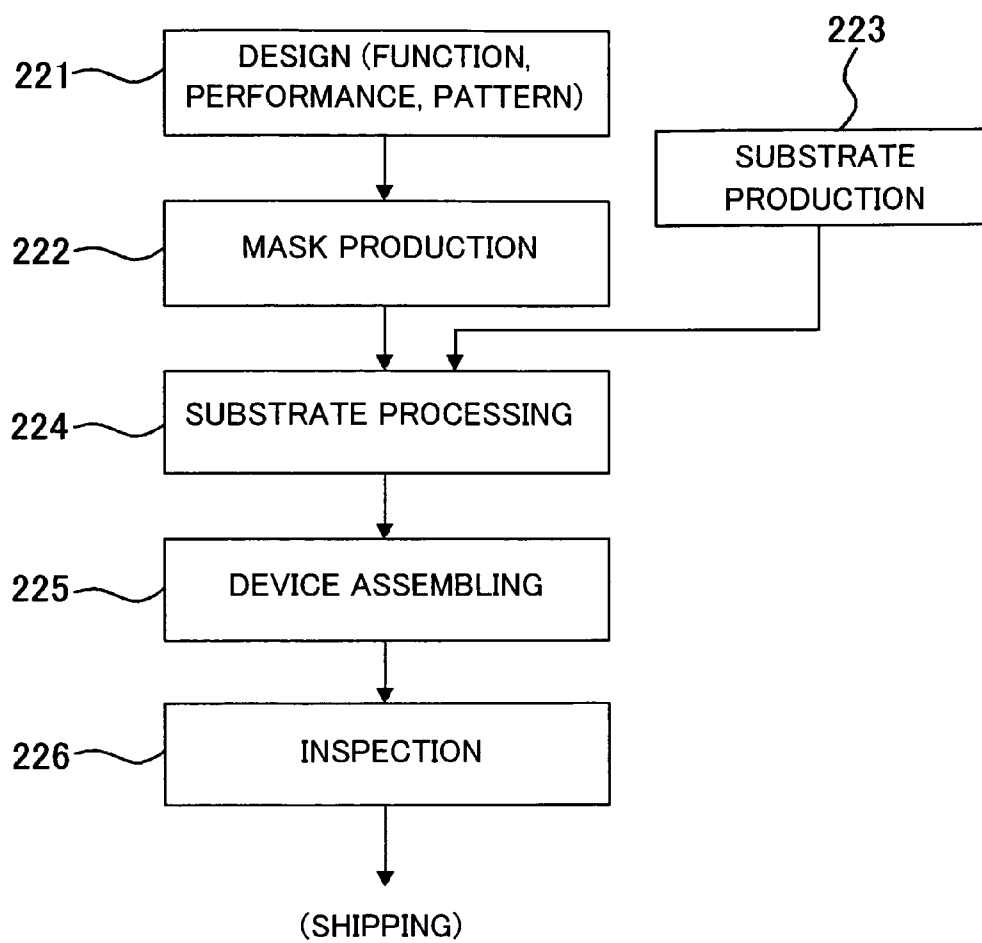 223
221
DESIGN (FUNCTION,
PERFORMANCE, PATTERN)
SUBSTRATE
PRODUCTION
222
MASK PRODUCTION
224
SUBSTRATE PROCESSING
225
DEVICE ASSEMBLING
226
INSPECTION
(SHIPPING)